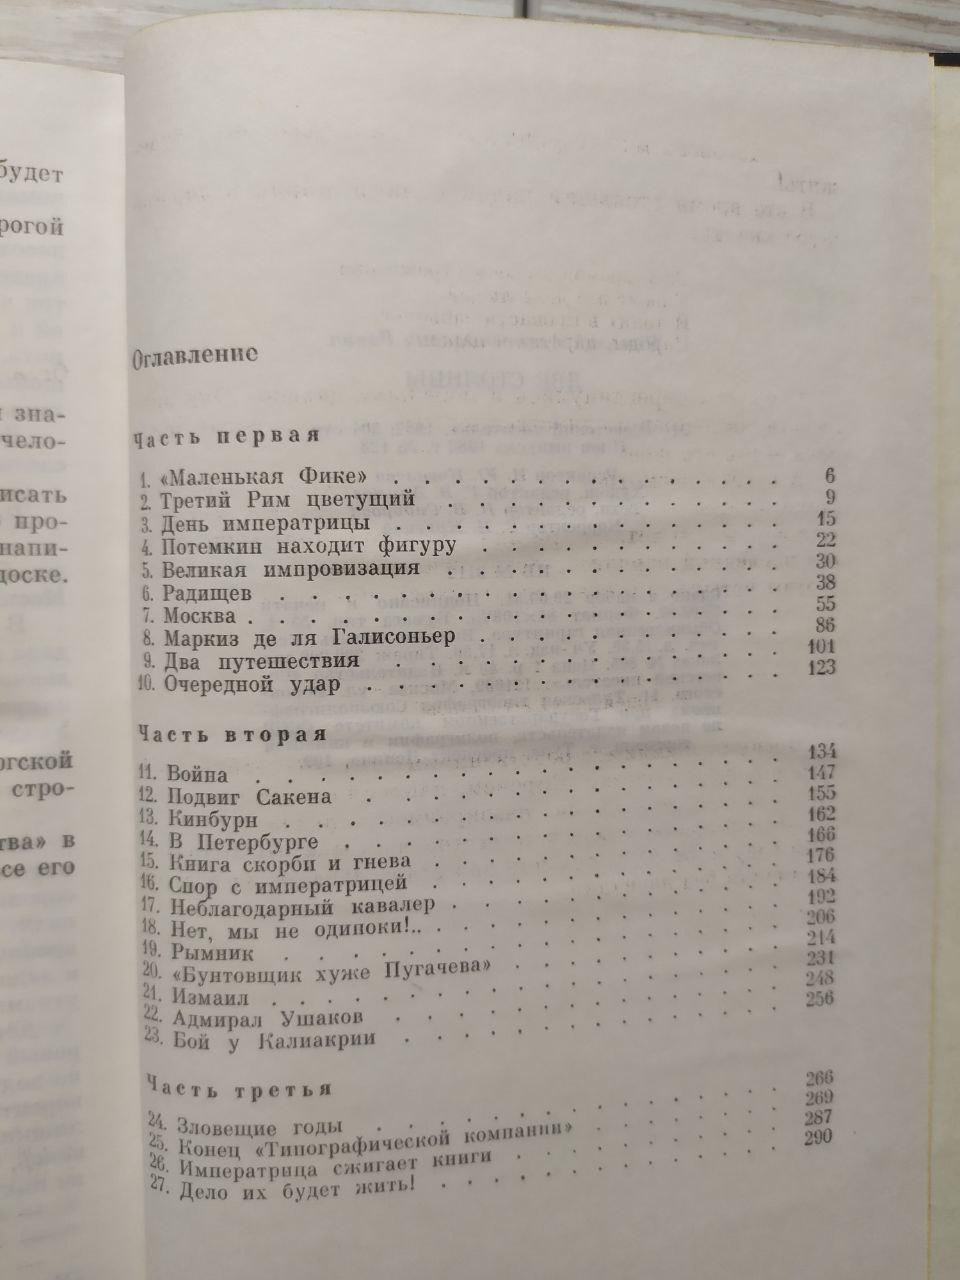 будет
рогой
зна-
чело-
исать
про-
напи-
доске.
ргской
стро-
тва» в
се его
Оглавление
Часть первая
1. «Маленькая Фике» . . . . . . . . . . . . . . . 6
2. Третий Рим цветущий . . . . . . . . . . . . . 9
3. День императрицы . . . . . . . . . . . . . . 15
4. Потемкин находит фигуру . . . . . . . . . . . 22
5. Великая импровизация . . . . . . . . . . . . 30
6. Радищев . . . . . . . . . . . . . . . . . 38
7. Москва . . . . . . . . . . . . . . . . . . 55
8. Маркиз де ля Галисоньер . . . . . . . . . . . 86
9. Два путешествия . . . . . . . . . . . . . . 101
10. Очередной удар . . . . . . . . . . . . . . 123
Часть вторая
11. Война . . . . . . . . . . . . . . . . . 134
12. Подвиг Сакена . . . . . . . . . . . . . . 147
13. Кинбурн . . . . . . . . . . . . . . . . 155
14. В Петербурге . . . . . . . . . . . . . . 162
15. Книга скорби и гнева . . . . . . . . . . . . 166
16. Спор с императрицей . . . . . . . . . . . . 176
17. Неблагодарный кавалер . . . . . . . . . . . . 184
18. Нет, мы не одиноки!.. . . . . . . . . . . . . 192
19. Рымник . . . . . . . . . . . . . . . . 206
20. «Бунтовщик хуже Пугачева» . . . . . . . . . . 214
21. Измаил . . . . . . . . . . . . . . . . . 231
22. Адмирал Ушаков . . . . . . . . . . . . . . 248
23. Бой у Калиакрии . . . . . . . . . . . . . 256
Часть третья
24. Зловещие годы . . . . . . . . . . . . . . 266
25. Конец «Типографической компании» . . . . . . . 269
26. Императрица сжигает книги . . . . . . . . . . 287
27. Дело их будет жить! . . . . . . . . . . . . 290